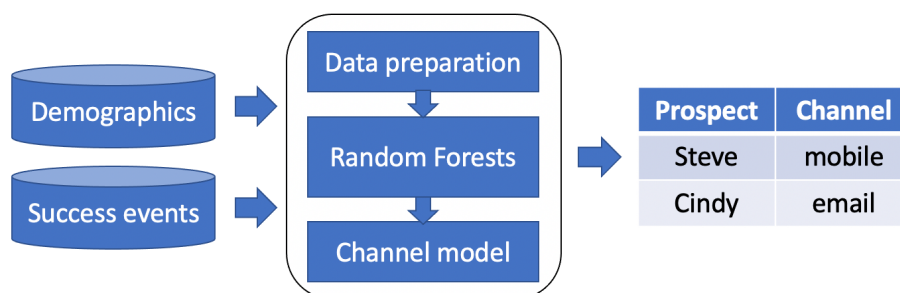 Demographics
Success events
Data preparation
Random Forests
Channel model
Prospect Channel
Steve mobile
Cindy email